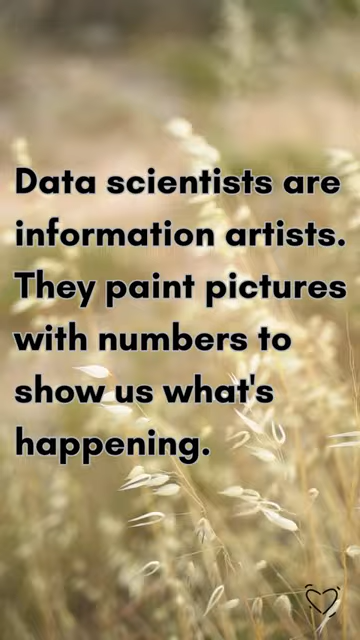 Data scientists are
information artists.
They paint pictures
with numbers to
show us what's
happening.